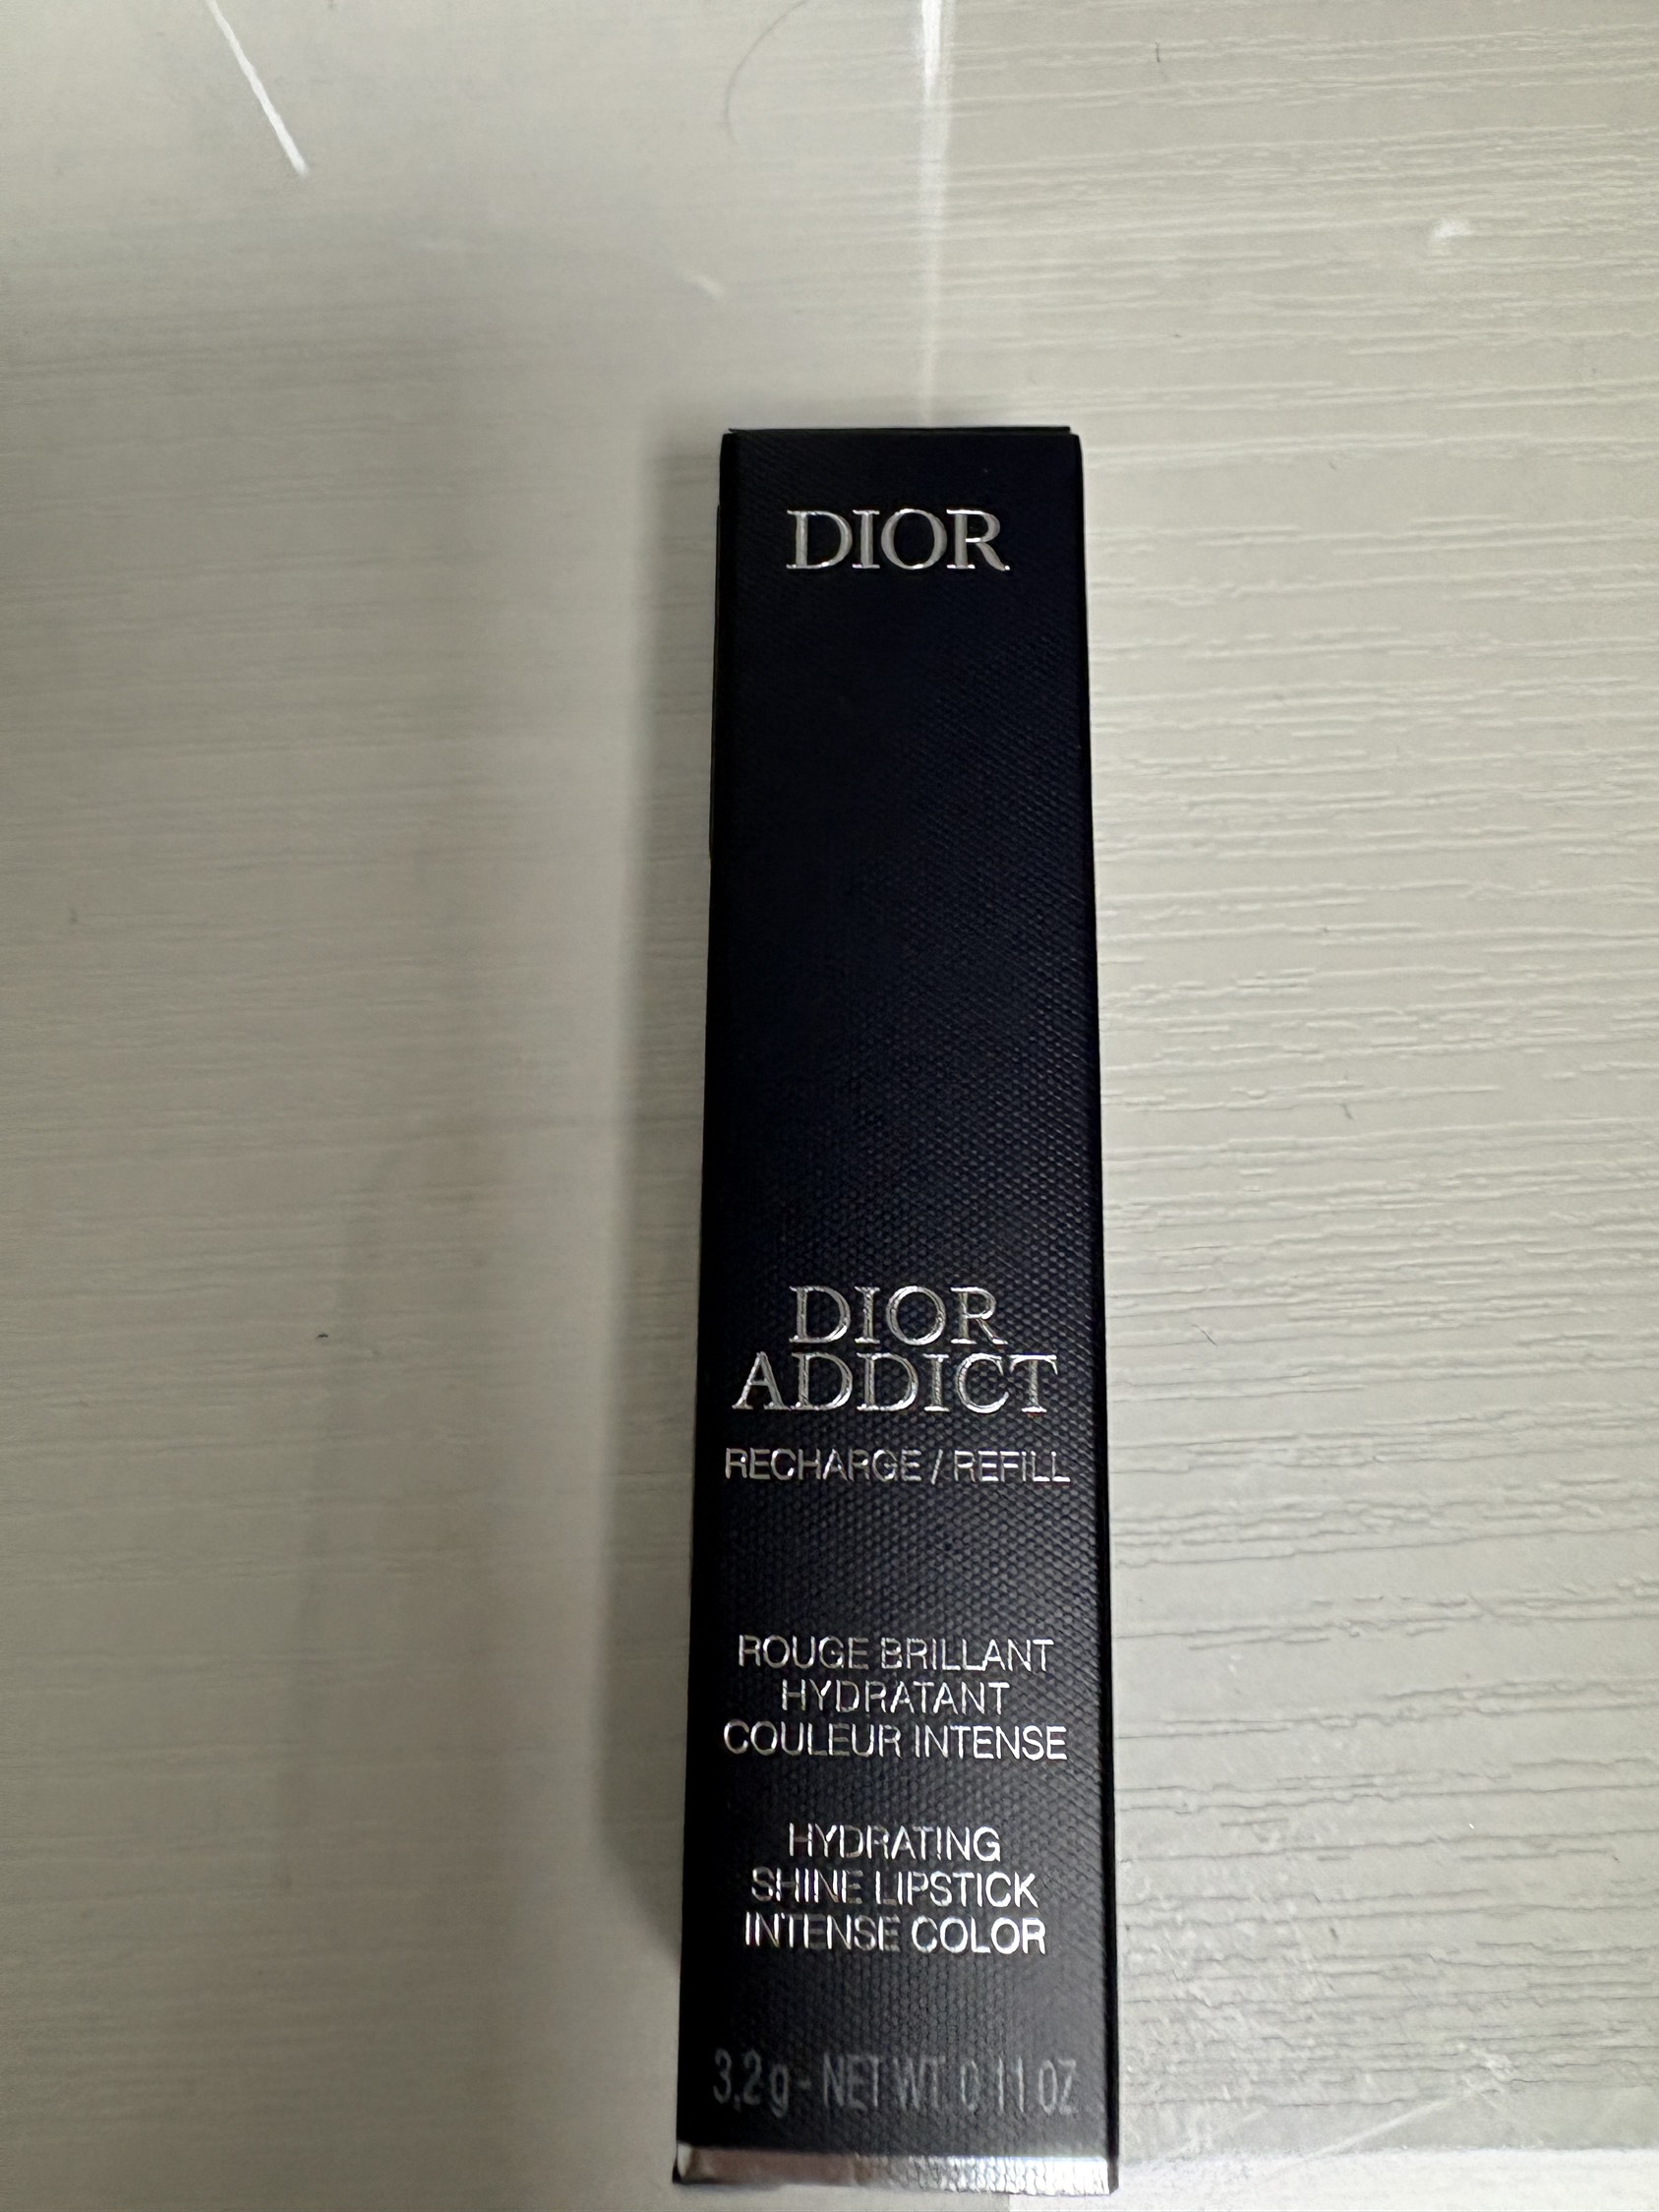 DIOR
DIOR
ADDICT
RECHARGE / REFILL
ROUGE BRILLANT
HYDRATANT
COULEUR INTENSE
HYDRATING
SHINE LIPSTICK
INTENSE COLOR
3,2 g - NET WT 0.11 OZ